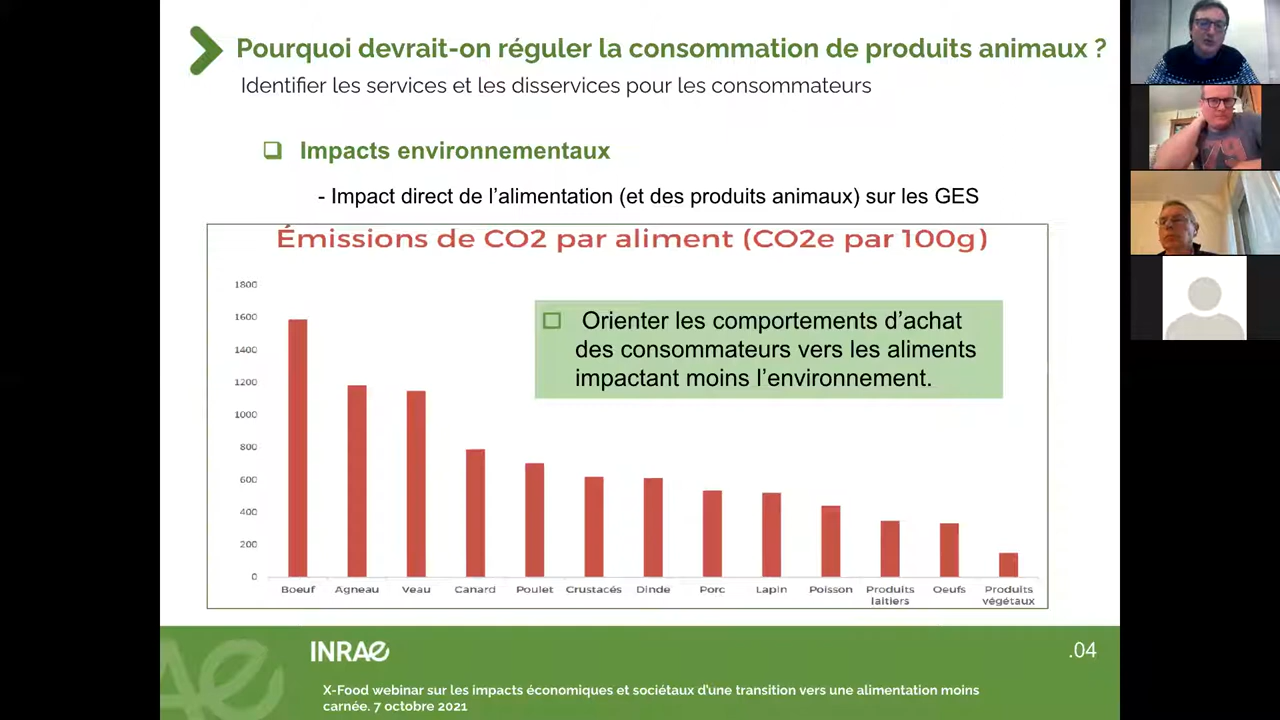 Pourquoi devrait-on réguler la consommation de produits animaux ?
Identifier les services et les disservices pour les consommateurs
Impacts environnementaux
- Impact direct de l’alimentation (et des produits animaux) sur les GES
Émissions de CO2 par aliment (CO2e par 100g)
1800
1600
1400
1200
1000
800
600
400
200
0
Orienter les comportements d’achat
des consommateurs vers les aliments
impactant moins l’environnement.
Boeuf Agneau Veau Canard Poulet Crustacés Dinde Porc Lapin Poisson Produits laitiers Oeufs Produits végétaux
INRAE
.04
X-Food webinar sur les impacts économiques et sociétaux d'une transition vers une alimentation moins
carnée. 7 octobre 2021